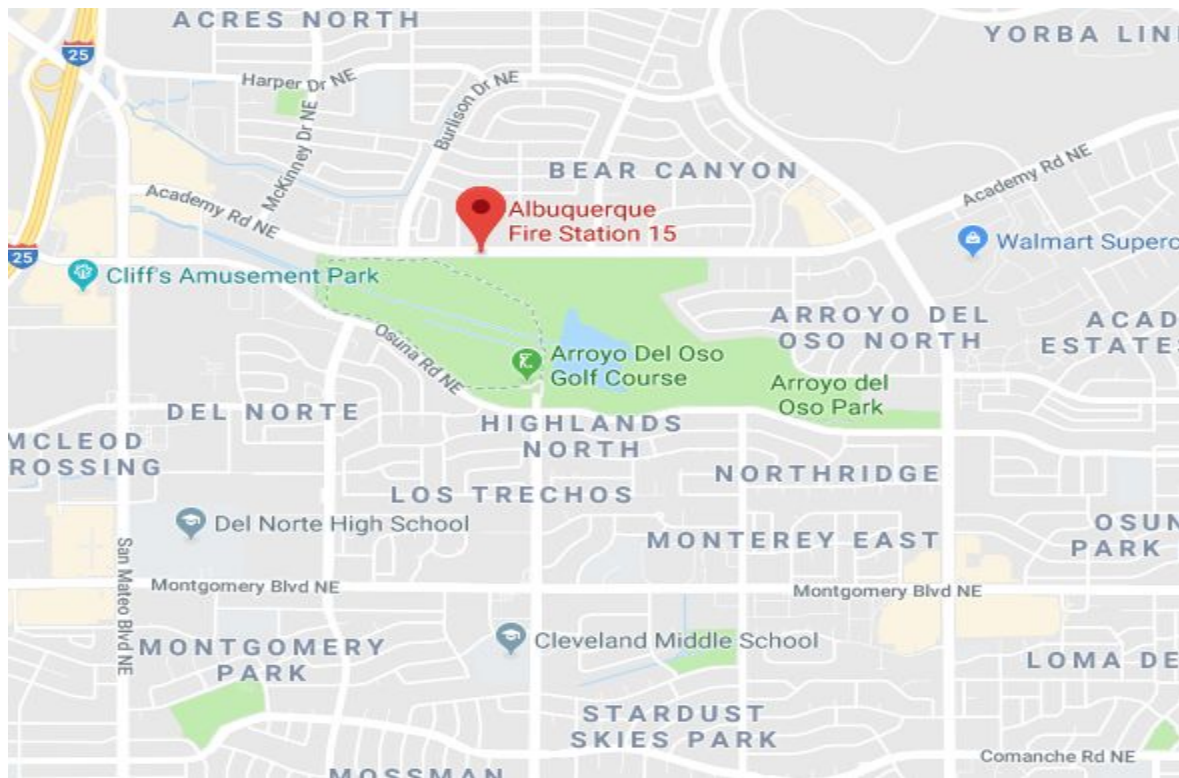 ACRES NORTH
YORBA LIN
25
Harper Dr NE
Burlison Dr NE
McKinney Dr NE
BEAR CANYON
Academy Rd NE
Academy Rd NE
Albuquerque
Fire Station 15
25
Cliff's Amusement Park
Walmart Superc
ARROYO DEL
OSO NORTH
ACAD
ESTATES
Osuna Rd NE
Arroyo Del Oso
Golf Course
Arroyo del
Oso Park
DEL NORTE
HIGHLANDS
NORTH
MCLEOD
ROSSING
NORTHRIDGE
LOS TRECHOS
Del Norte High School
MONTEREY EAST
OSUN
PARK
San Mateo Blvd NE
Montgomery Blvd NE
Montgomery Blvd NE
MONTGOMERY
PARK
Cleveland Middle School
LOMA DE
STARDUST
SKIES PARK
Comanche Rd NE
MOSSMAN